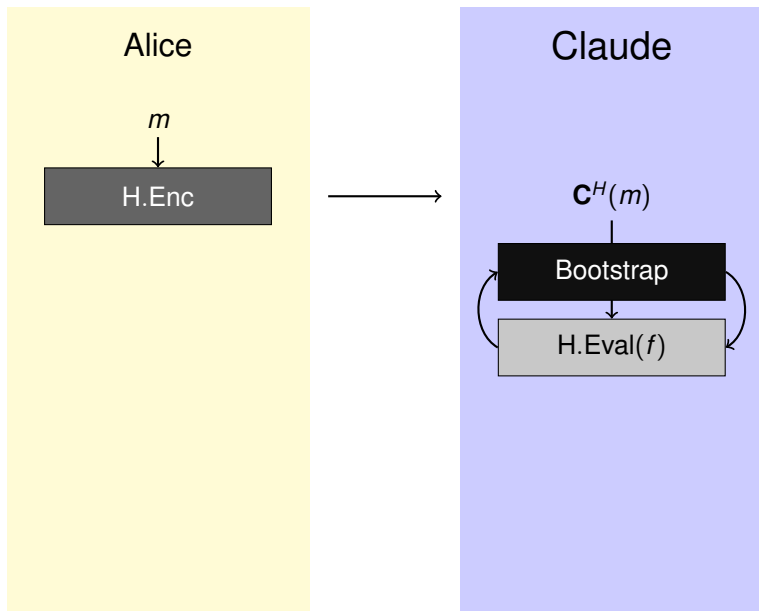 Alice
m
H.Enc
Claude
C^H(m)
Bootstrap
H.Eval(f)